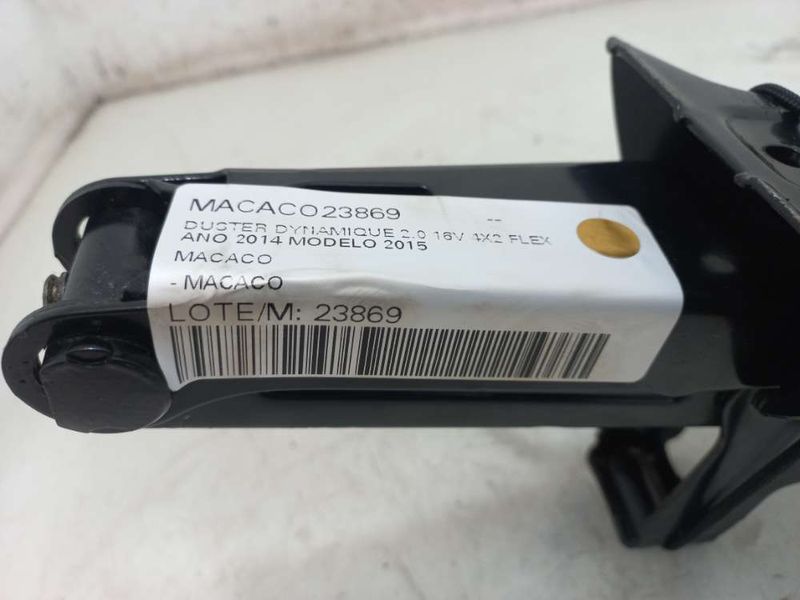 MACACO23869 --
DUSTER DYNAMIQUE 2.0 16V 4X2 FLEX
ANO 2014 MODELO 2015
MACACO
- MACACO
LOTE/M: 23869